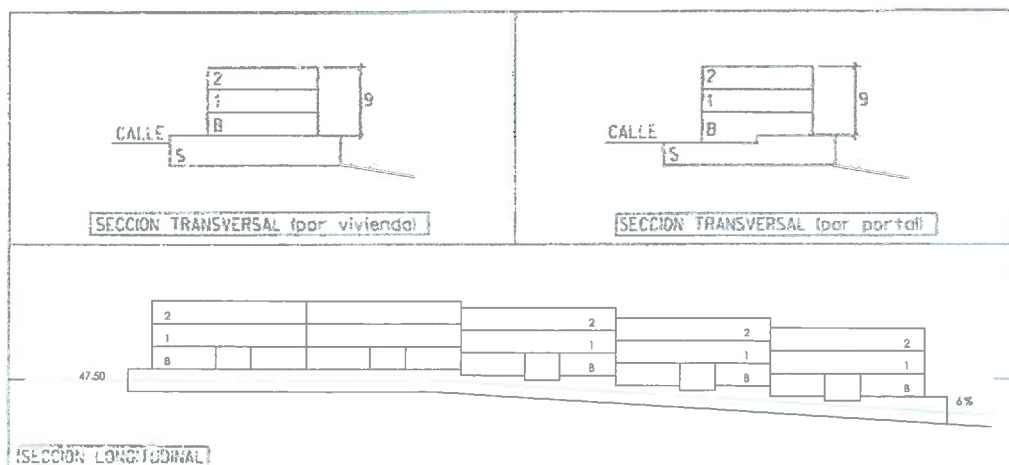 2
1
B
9
CALLE
S
SECCION TRANSVERSAL (por vivienda)
2
1
B
9
CALLE
S
SECCION TRANSVERSAL (por portal)
2
1
B
2
1
B
2
1
B
2
1
B
47.50
6%
SECCION LONGITUDINAL